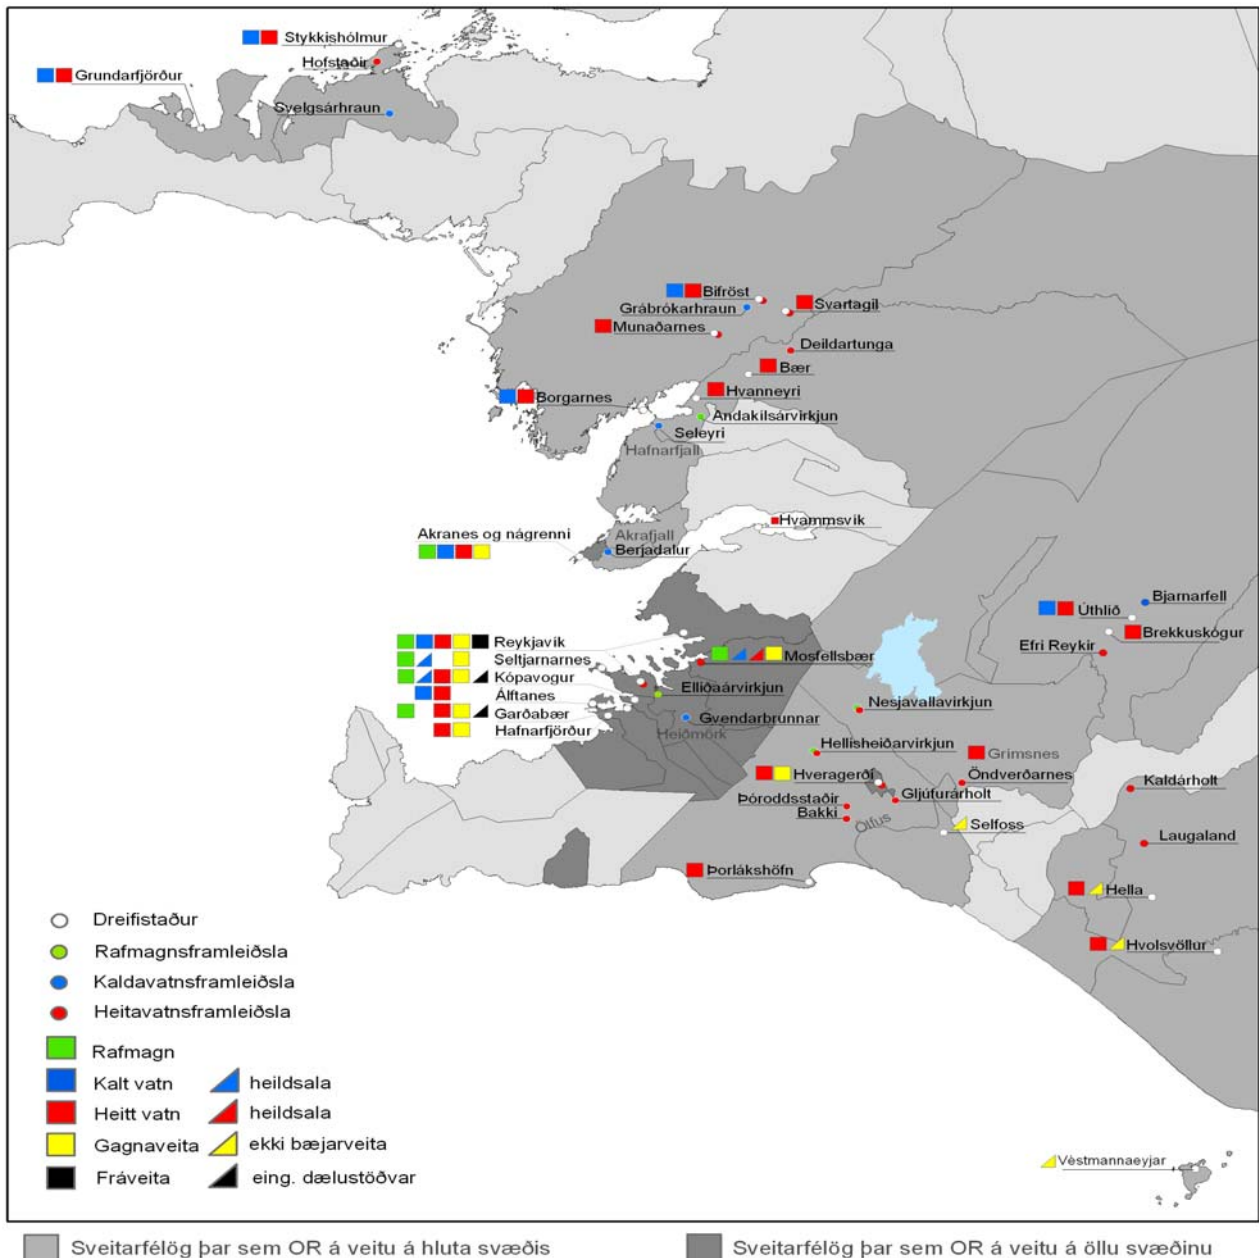 Stykkishólmur
Hofstaðir
Grundarfjörður
Svelgsárhraun
Bifröst
Grábrókarhraun
Svartagil
Munaðarnes
Deildartunga
Bær
Hvanneyri
Borgarnes
Andakílsárvirkjun
Seleyri
Hafnarfjall
Hvammsvík
Akranes og nágrenni
Akrafjall
Berjadalur
Bjarnarfell
Úthlíð
Brekkuskógur
Efri Reykir
Reykjavík
Seltjarnarnes
Mosfellsbær
Kópavogur
Álftanes
Elliðaárvirkjun
Garðabær
Nesjavallavirkjun
Gvendarbrunnar
Hafnarfjörður
Heiðmörk
Hellisheiðarvirkjun
Grímsnes
Hveragerði
Öndverðarnes
Kaldárholt
Þóroddsstaðir
Gljúfurárholt
Bakki
Ölfus
Selfoss
Laugaland
Þorlákshöfn
Hella
Hvolsvöllur
Dreifistaður
Rafmagnsframleiðsla
Kaldavatnsframleiðsla
Heitavatnsframleiðsla
Rafmagn
Kalt vatn heildsala
Heitt vatn heildsala
Gagnaveita ekki bæjarveita
Fráveita eing. dælustöðvar
Vèstmannaeyjar
Sveitarfélög þar sem OR á veitu á hluta svæðis
Sveitarfélög þar sem OR á veitu á öllu svæðinu